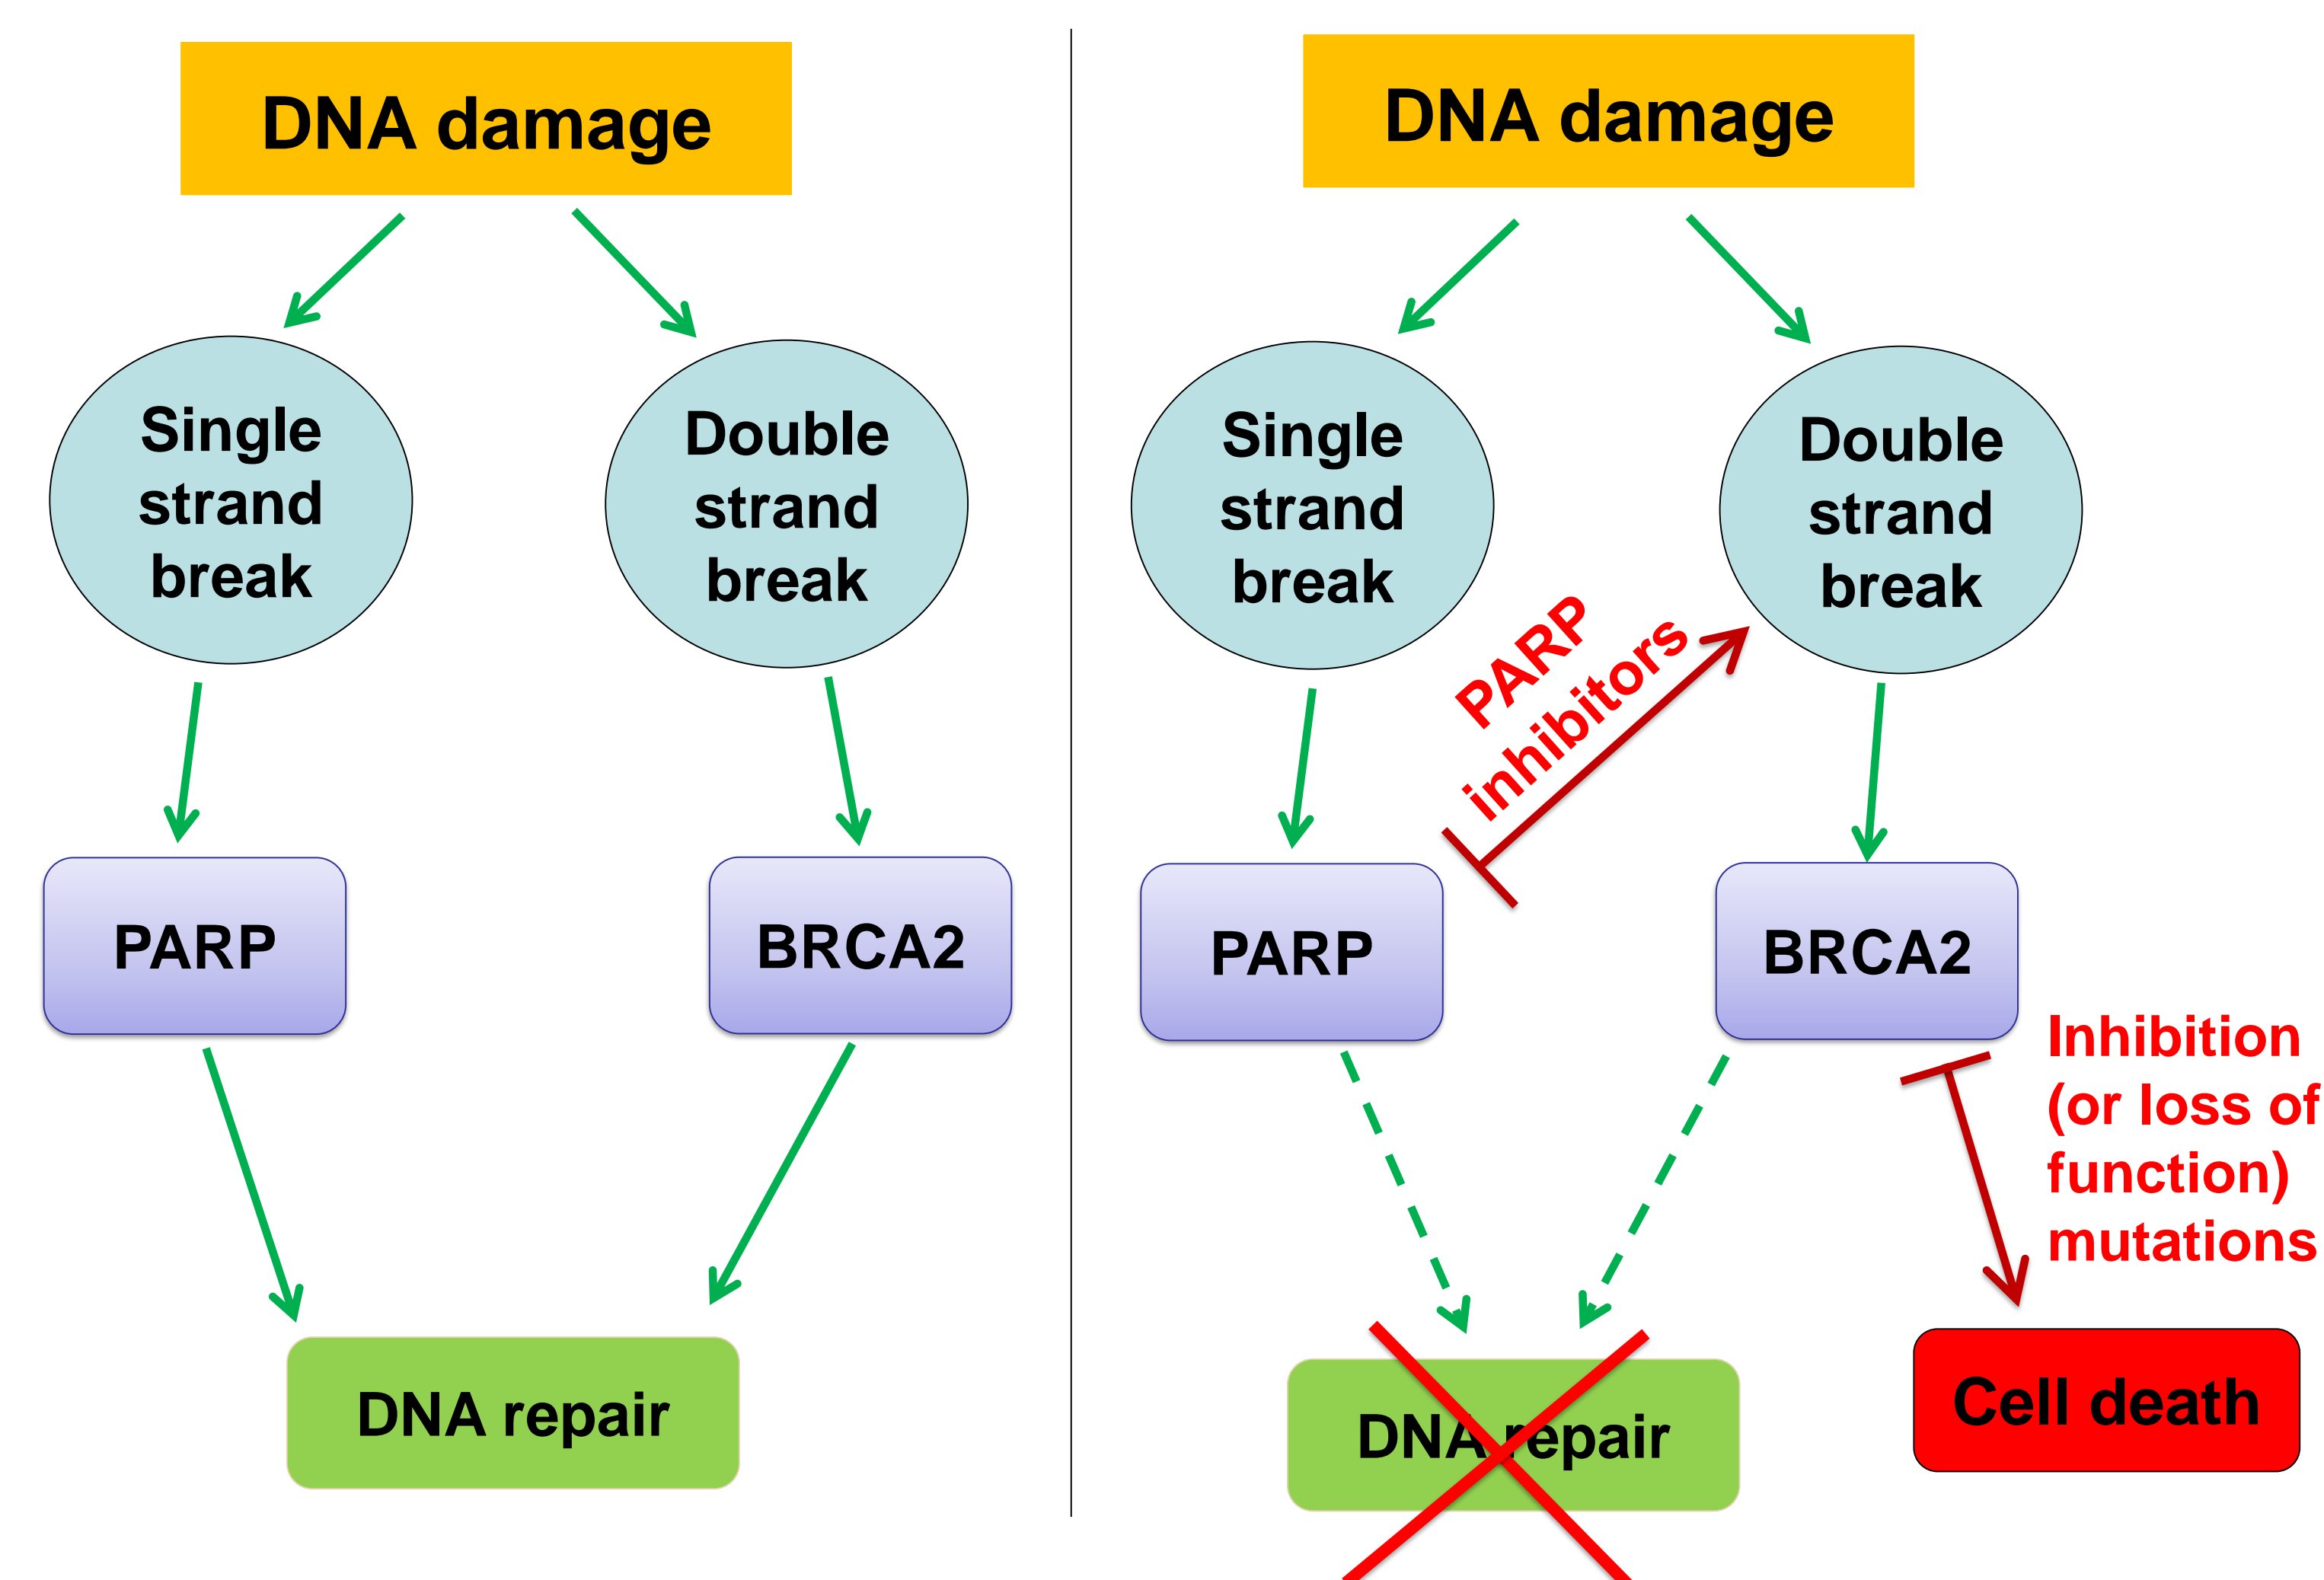 DNA damage
Single
strand
break
Double
strand
break
PARP
BRCA2
DNA repair
DNA damage
Single
strand
break
Double
strand
break
PARP
inhibitors
PARP
BRCA2
Inhibition
(or loss of
function)
mutations
DNA repair
Cell death